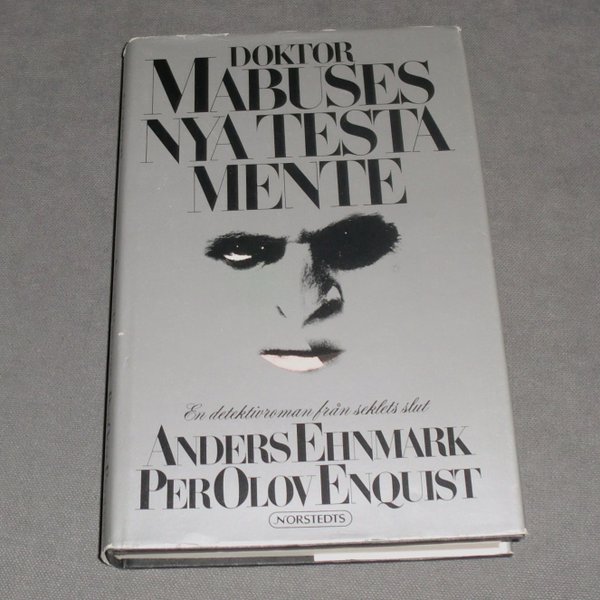 DOKTOR
MABUSES
NYA TESTA
MENTE
En detektivroman från seklets slut
ANDERS EHNMARK
PER OLOV ENQUIST
NORSTEDTS